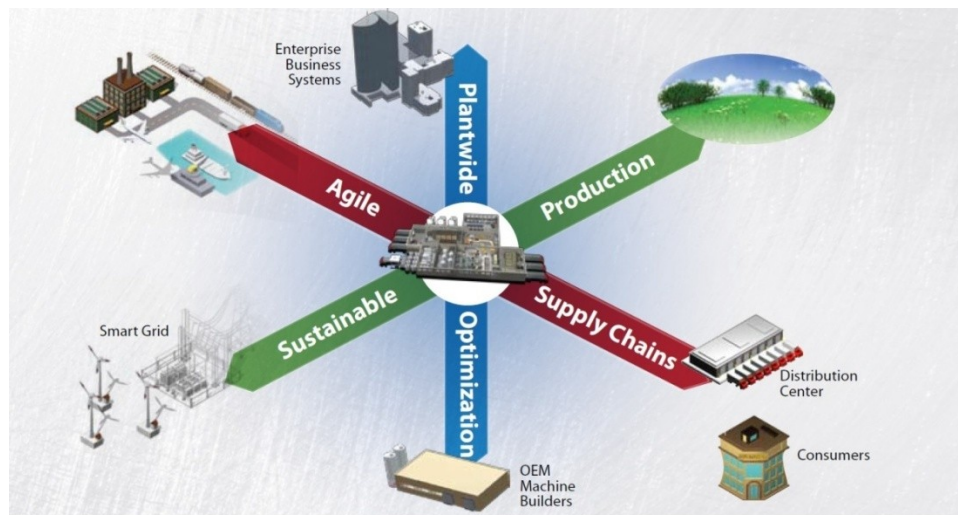 Enterprise
Business
Systems
Plantwide
Agile
Production
Sustainable
Optimization
Supply Chains
Smart Grid
Distribution
Center
OEM
Machine
Builders
Consumers